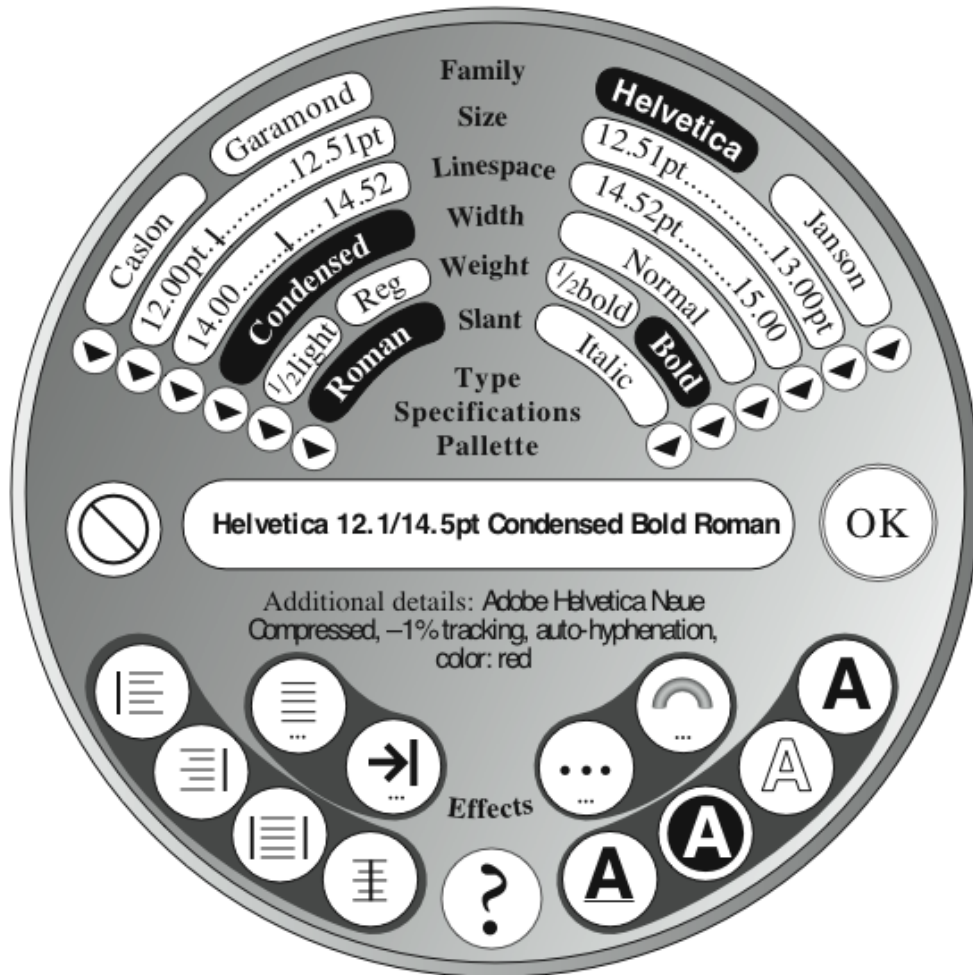 Family
Garamond
Helvetica
Size
12.51pt
12.51pt
Linespace
14.52
14.52pt
Caslon
Janson
12.00pt
13.00pt
Width
Condensed
Normal
14.00
15.00
Weight
Reg
½bold
½light
Bold
Slant
Roman
Italic
Type
Specifications
Pallette
Helvetica 12.1/14.5pt Condensed Bold Roman
OK
Additional details: Adobe Helvetica Neue
Compressed, –1% tracking, auto-hyphenation,
color: red
A
...
...
...
...
...
A
Effects
A
A
?